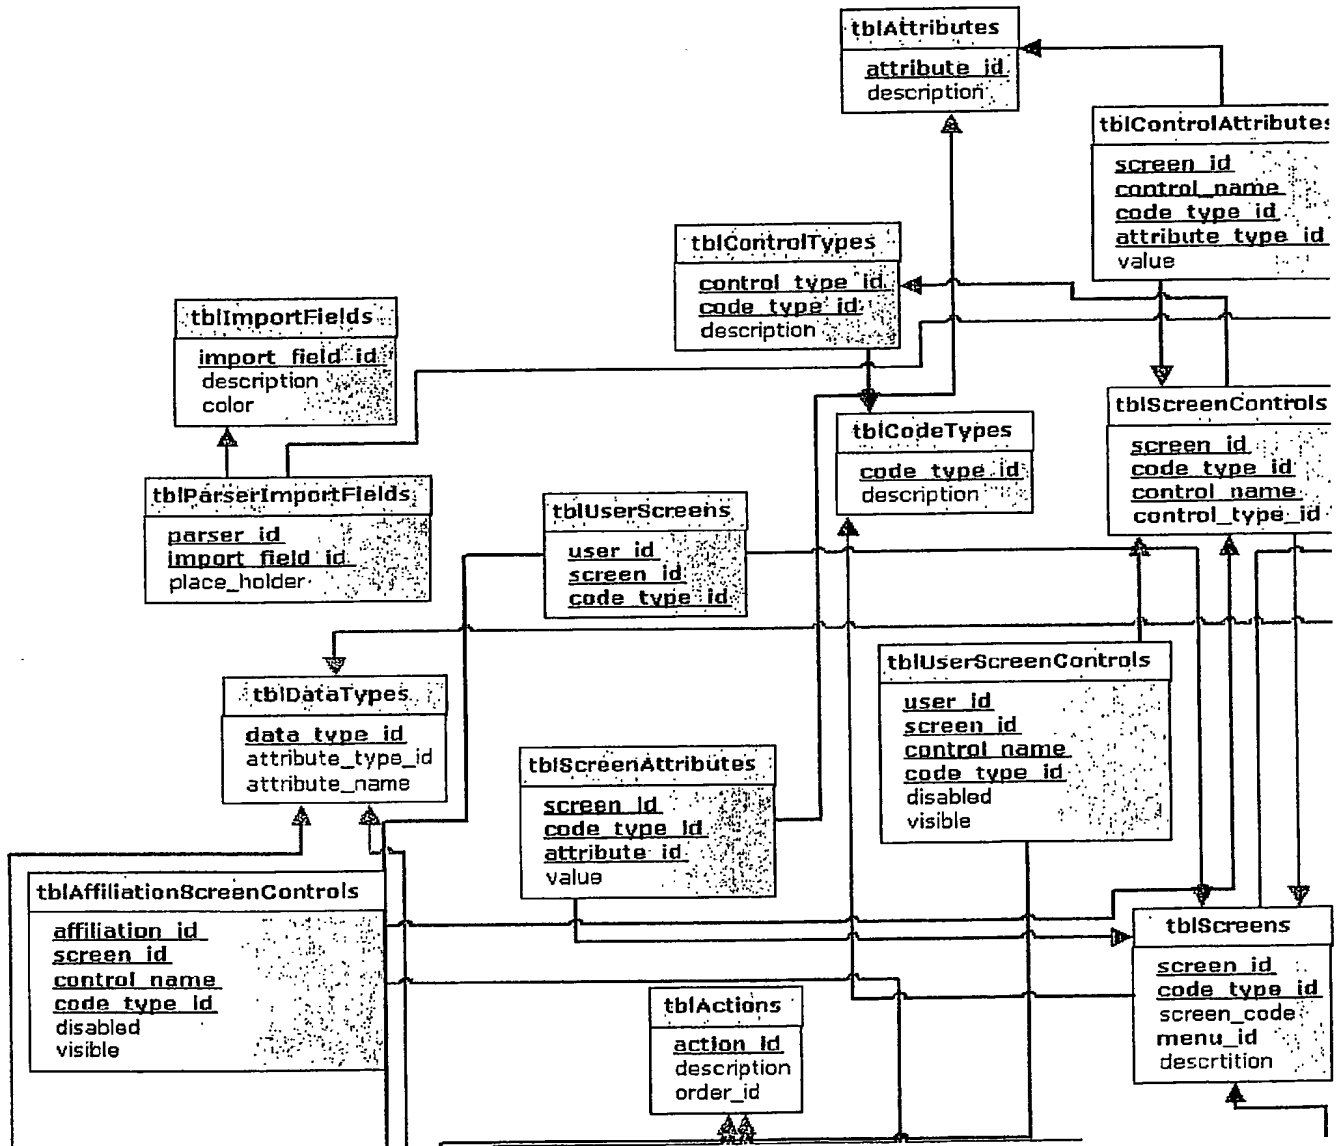 tblAttributes
attribute_id
description
tblControlAttributes
screen_id
control_name
code_type_id
attribute_type_id
value
tblControlTypes
control_type_id
code_type_id
description
tblImportFields
import_field_id
description
color
tblScreenControls
screen_id
code_type_id
control_name
control_type_id
tblCodeTypes
code_type_id
description
tblParserImportFields
parser_id
import_field_id
place_holder
tblUserScreens
user_id
screen_id
code_type_id
tblUserScreenControls
user_id
screen_id
control_name
code_type_id
disabled
visible
tblDataTypes
data_type_id
attribute_type_id
attribute_name
tblScreenAttributes
screen_id
code_type_id
attribute_id
value
tblAffiliationScreenControls
affiliation_id
screen_id
control_name
code_type_id
disabled
visible
tblScreens
screen_id
code_type_id
screen_code
menu_id
descrtition
tblActions
action_id
description
order_id